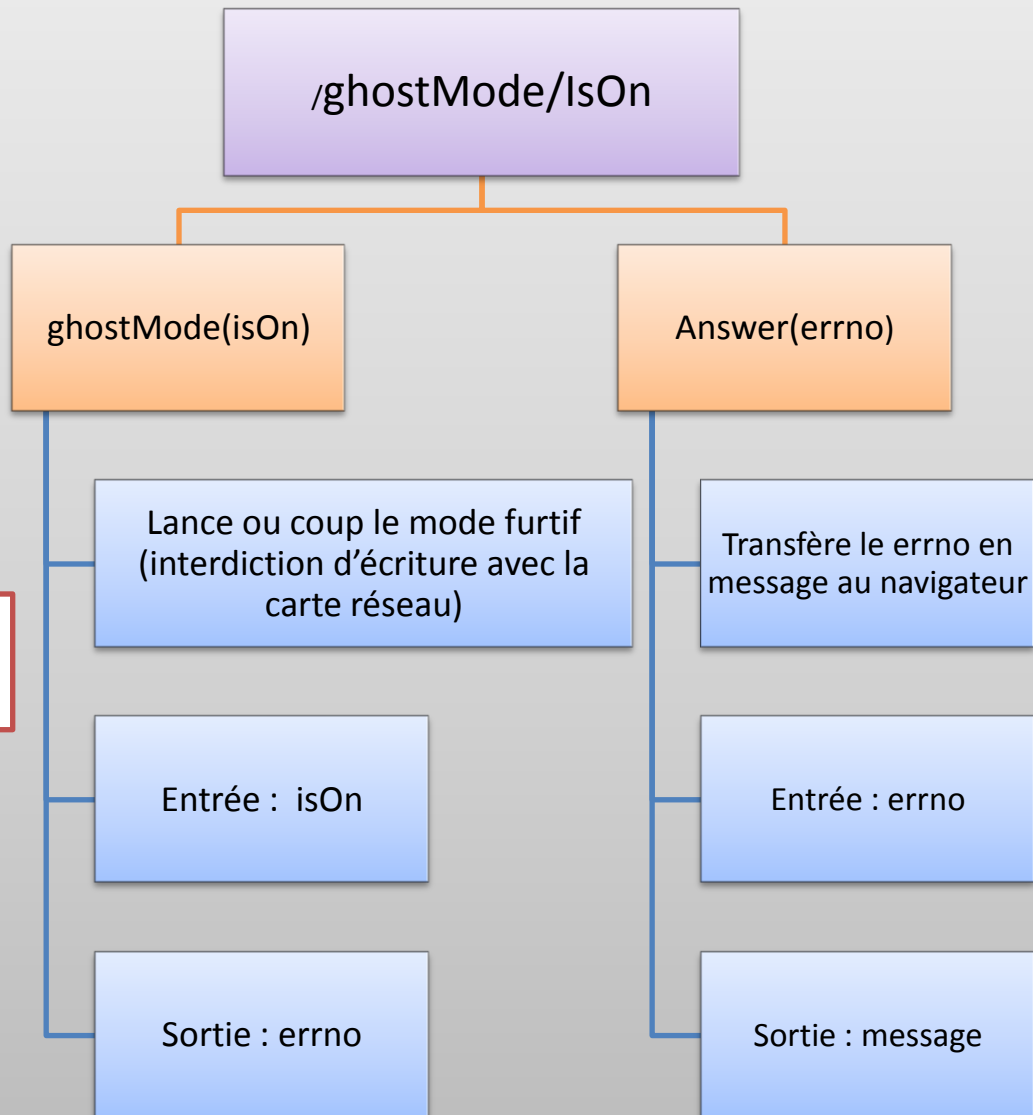 /ghostMode/IsOn
ghostMode(isOn)
Lance ou coup le mode furtif
(interdiction d’écriture avec la
carte réseau)
Entrée :  isOn
Sortie : errno
Answer(errno)
Transfère le errno en
message au navigateur
Entrée : errno
Sortie : message